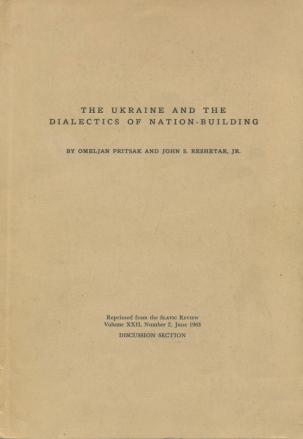 THE UKRAINE AND THE
DIALECTICS OF NATION-BUILDING
BY OMELJAN PRITSAK AND JOHN S. RESHETAR, JR.
Reprinted from the SLAVIC REVIEW
Volume XXII, Number 2, June 1963
DISCUSSION SECTION